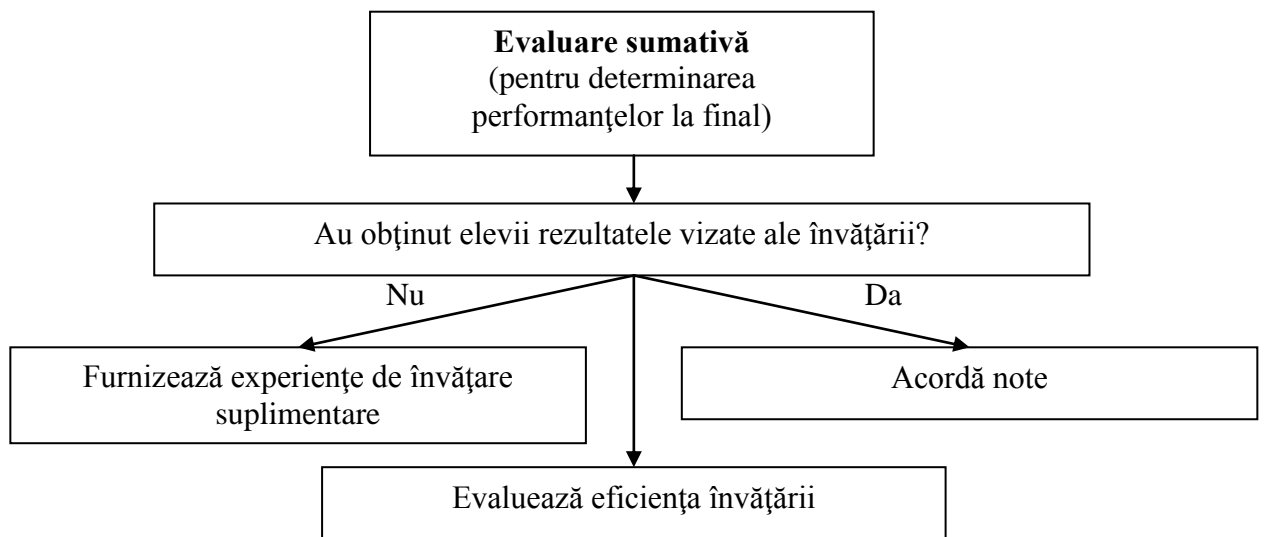 Evaluare sumativă
(pentru determinarea
performanţelor la final)
Au obţinut elevii rezultatele vizate ale învăţării?
Nu
Da
Furnizează experienţe de învăţare
suplimentare
Acordă note
Evaluează eficienţa învăţării